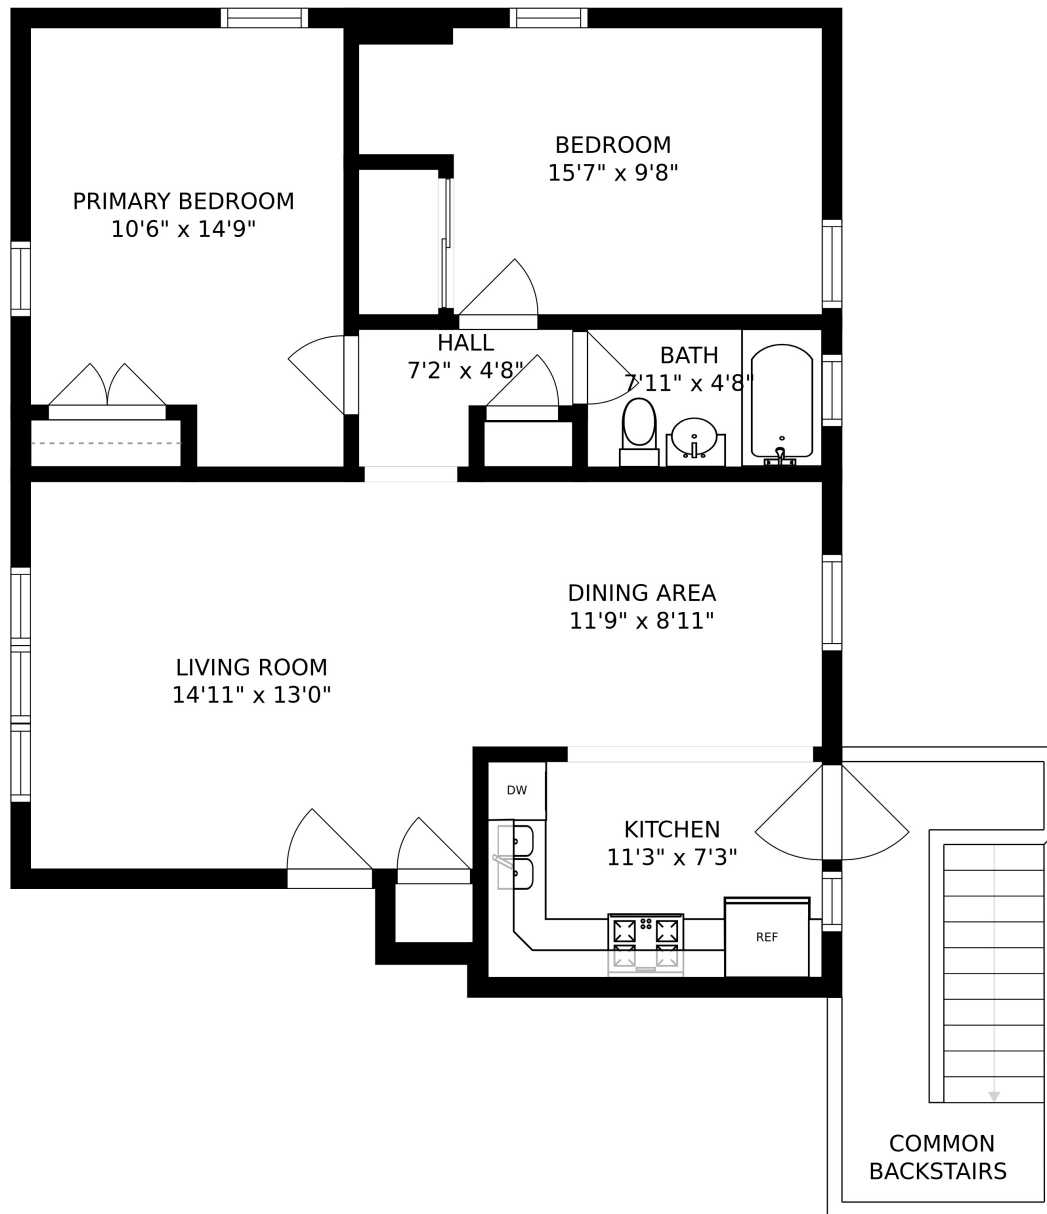 BEDROOM
15'7" x 9'8"
PRIMARY BEDROOM
10'6" x 14'9"
HALL
7'2" x 4'8"
BATH
7'11" x 4'8"
DINING AREA
11'9" x 8'11"
LIVING ROOM
14'11" x 13'0"
DW
KITCHEN
11'3" x 7'3"
REF
COMMON
BACKSTAIRS